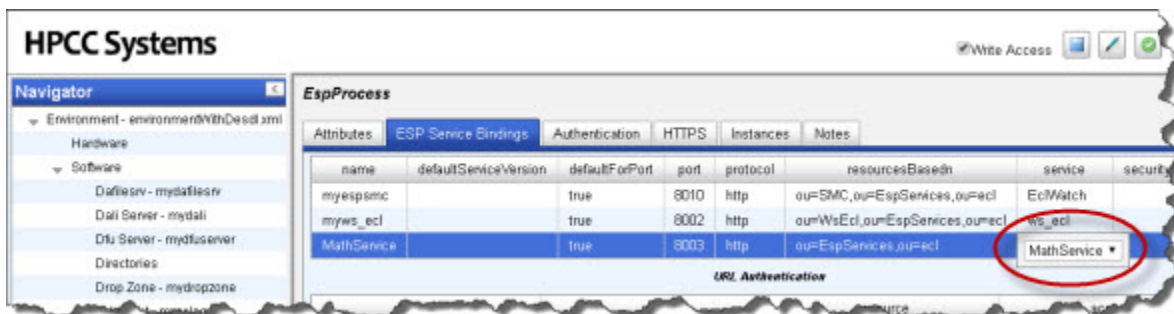 HPCC Systems
Write Access
Navigator
EspProcess
Environment - environmentWithDesdl.xml
Attributes ESP Service Bindings Authentication HTTPS Instances Notes
Hardware
Software
name defaultServiceVersion defaultForPort port protocol resourcesBasedn service security
Dafilesrv - mydafilesrv
myespsmc true 8010 http ou=SMC,ou=EspServices,ou=ecl EclWatch
Dali Server - mydali
myws_ecl true 8002 http ou=WsEcl,ou=EspServices,ou=ecl ws_ecl
Dfu Server - mydfuserver
MathService true 8003 http ou=EspServices,ou=ecl MathService
Directories
URL Authentication
Drop Zone - mydropzone